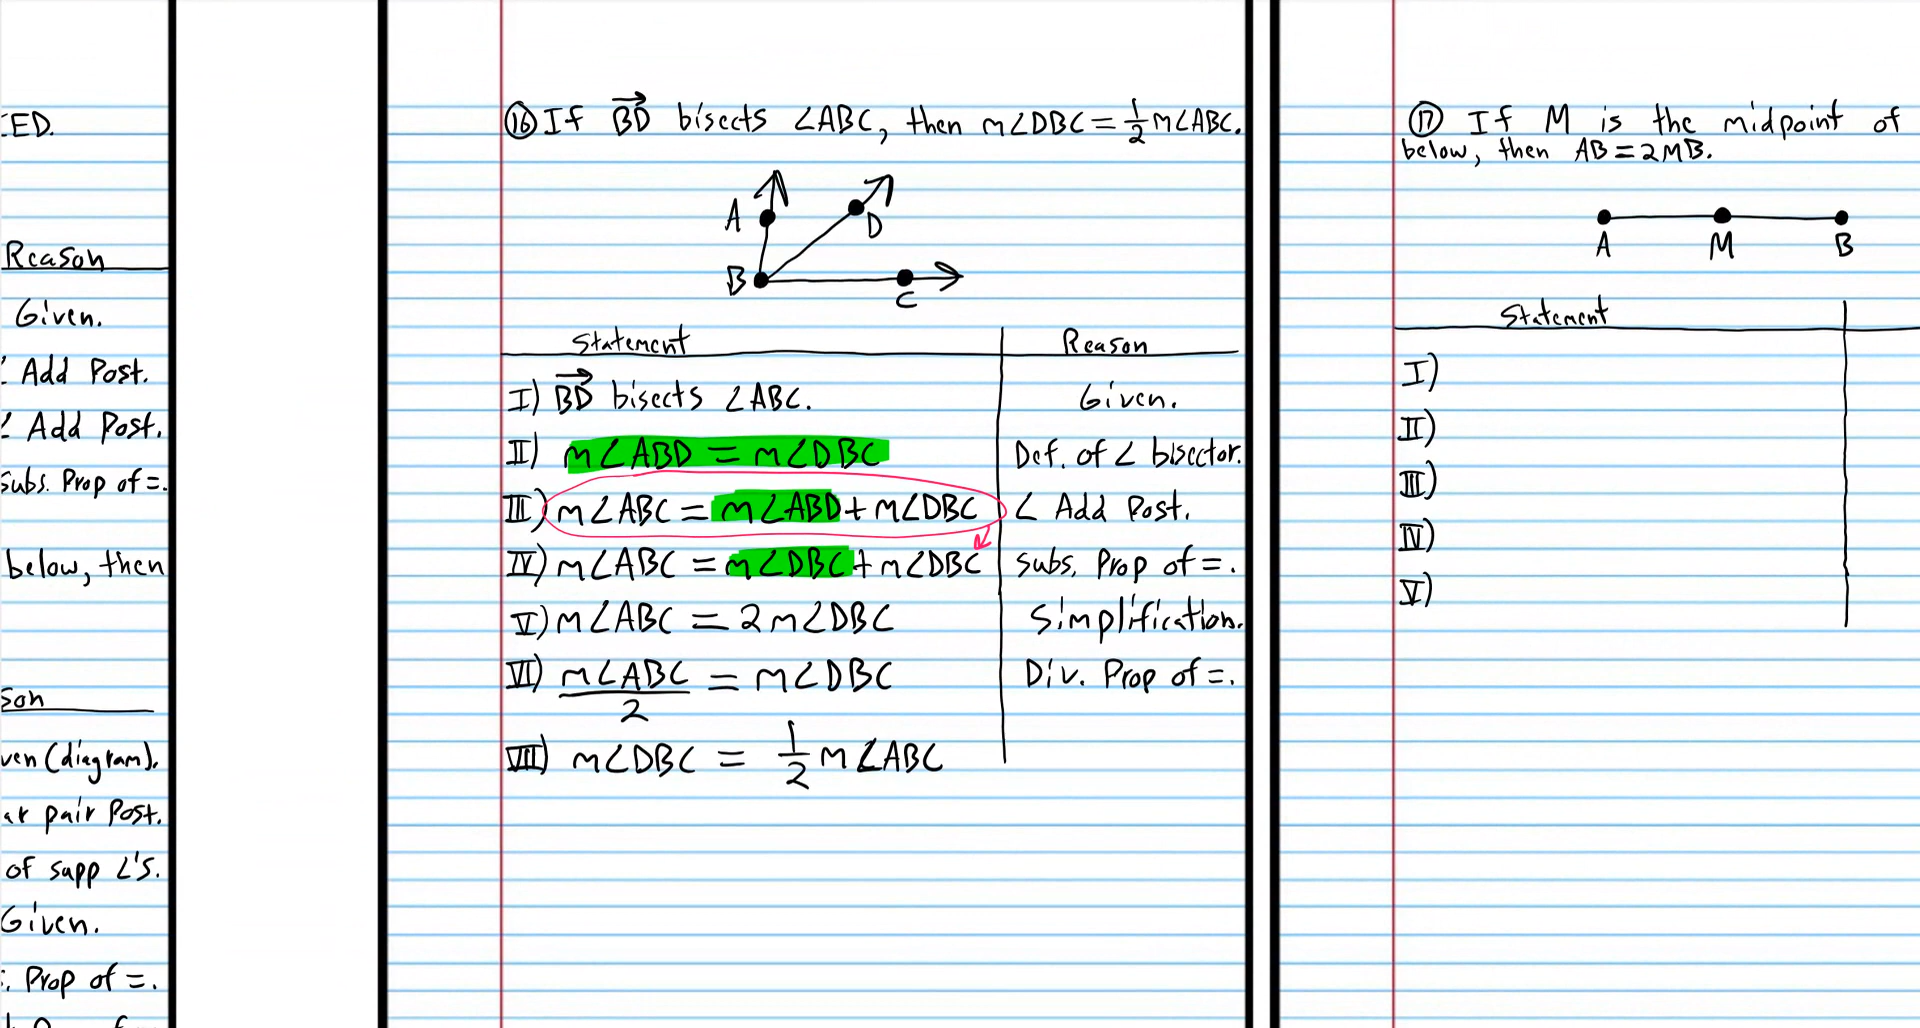 ED.
Reason
Given.
∠ Add Post.
∠ Add Post.
Subs. Prop of =.
below, then
son
ven (diagram).
ar pair Post.
of supp ∠'s.
Given.
. Prop of =.
⑯ If BD→ bisects ∠ABC, then m∠DBC = 1/2 m∠ABC.
A
D
B
C
Statement Reason
I) BD→ bisects ∠ABC. Given.
II) m∠ABD = m∠DBC Def. of ∠ bisector.
III) m∠ABC = m∠ABD + m∠DBC ∠ Add Post.
IV) m∠ABC = m∠DBC + m∠DBC Subs. Prop of =.
V) m∠ABC = 2m∠DBC Simplification.
VI) m∠ABC/2 = m∠DBC Div. Prop of =.
VII) m∠DBC = 1/2 m∠ABC
⑰ If M is the midpoint of
below, then AB = 2MB.
A M B
Statement
I)
II)
III)
IV)
V)